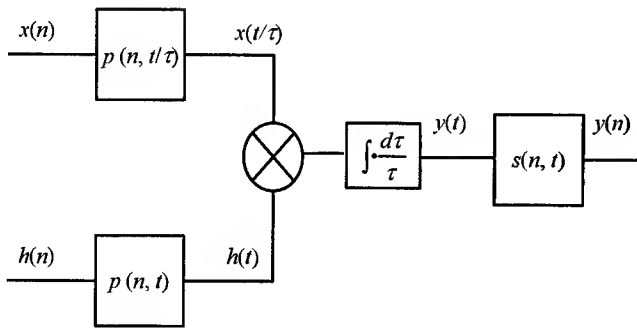 x(n)
p (n, t/τ)
x(t/τ)
∫• dτ/τ
y(t)
s(n, t)
y(n)
h(n)
p (n, t)
h(t)